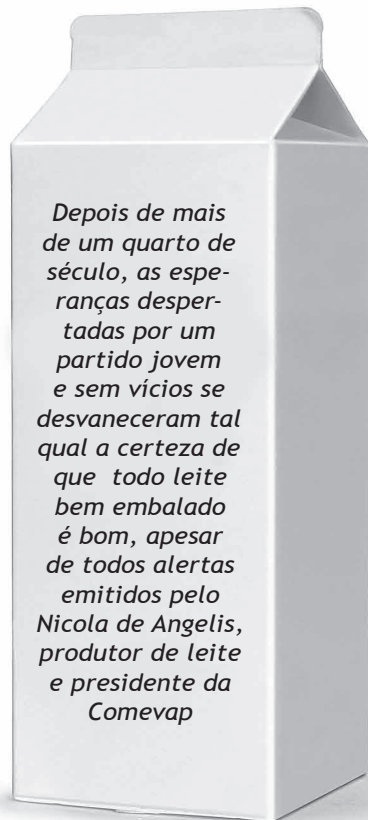 Depois de mais
de um quarto de
século, as espe-
ranças desper-
tadas por um
partido jovem
e sem vícios se
desvaneceram tal
qual a certeza de
que todo leite
bem embalado
é bom, apesar
de todos alertas
emitidos pelo
Nicola de Angelis,
produtor de leite
e presidente da
Comevap